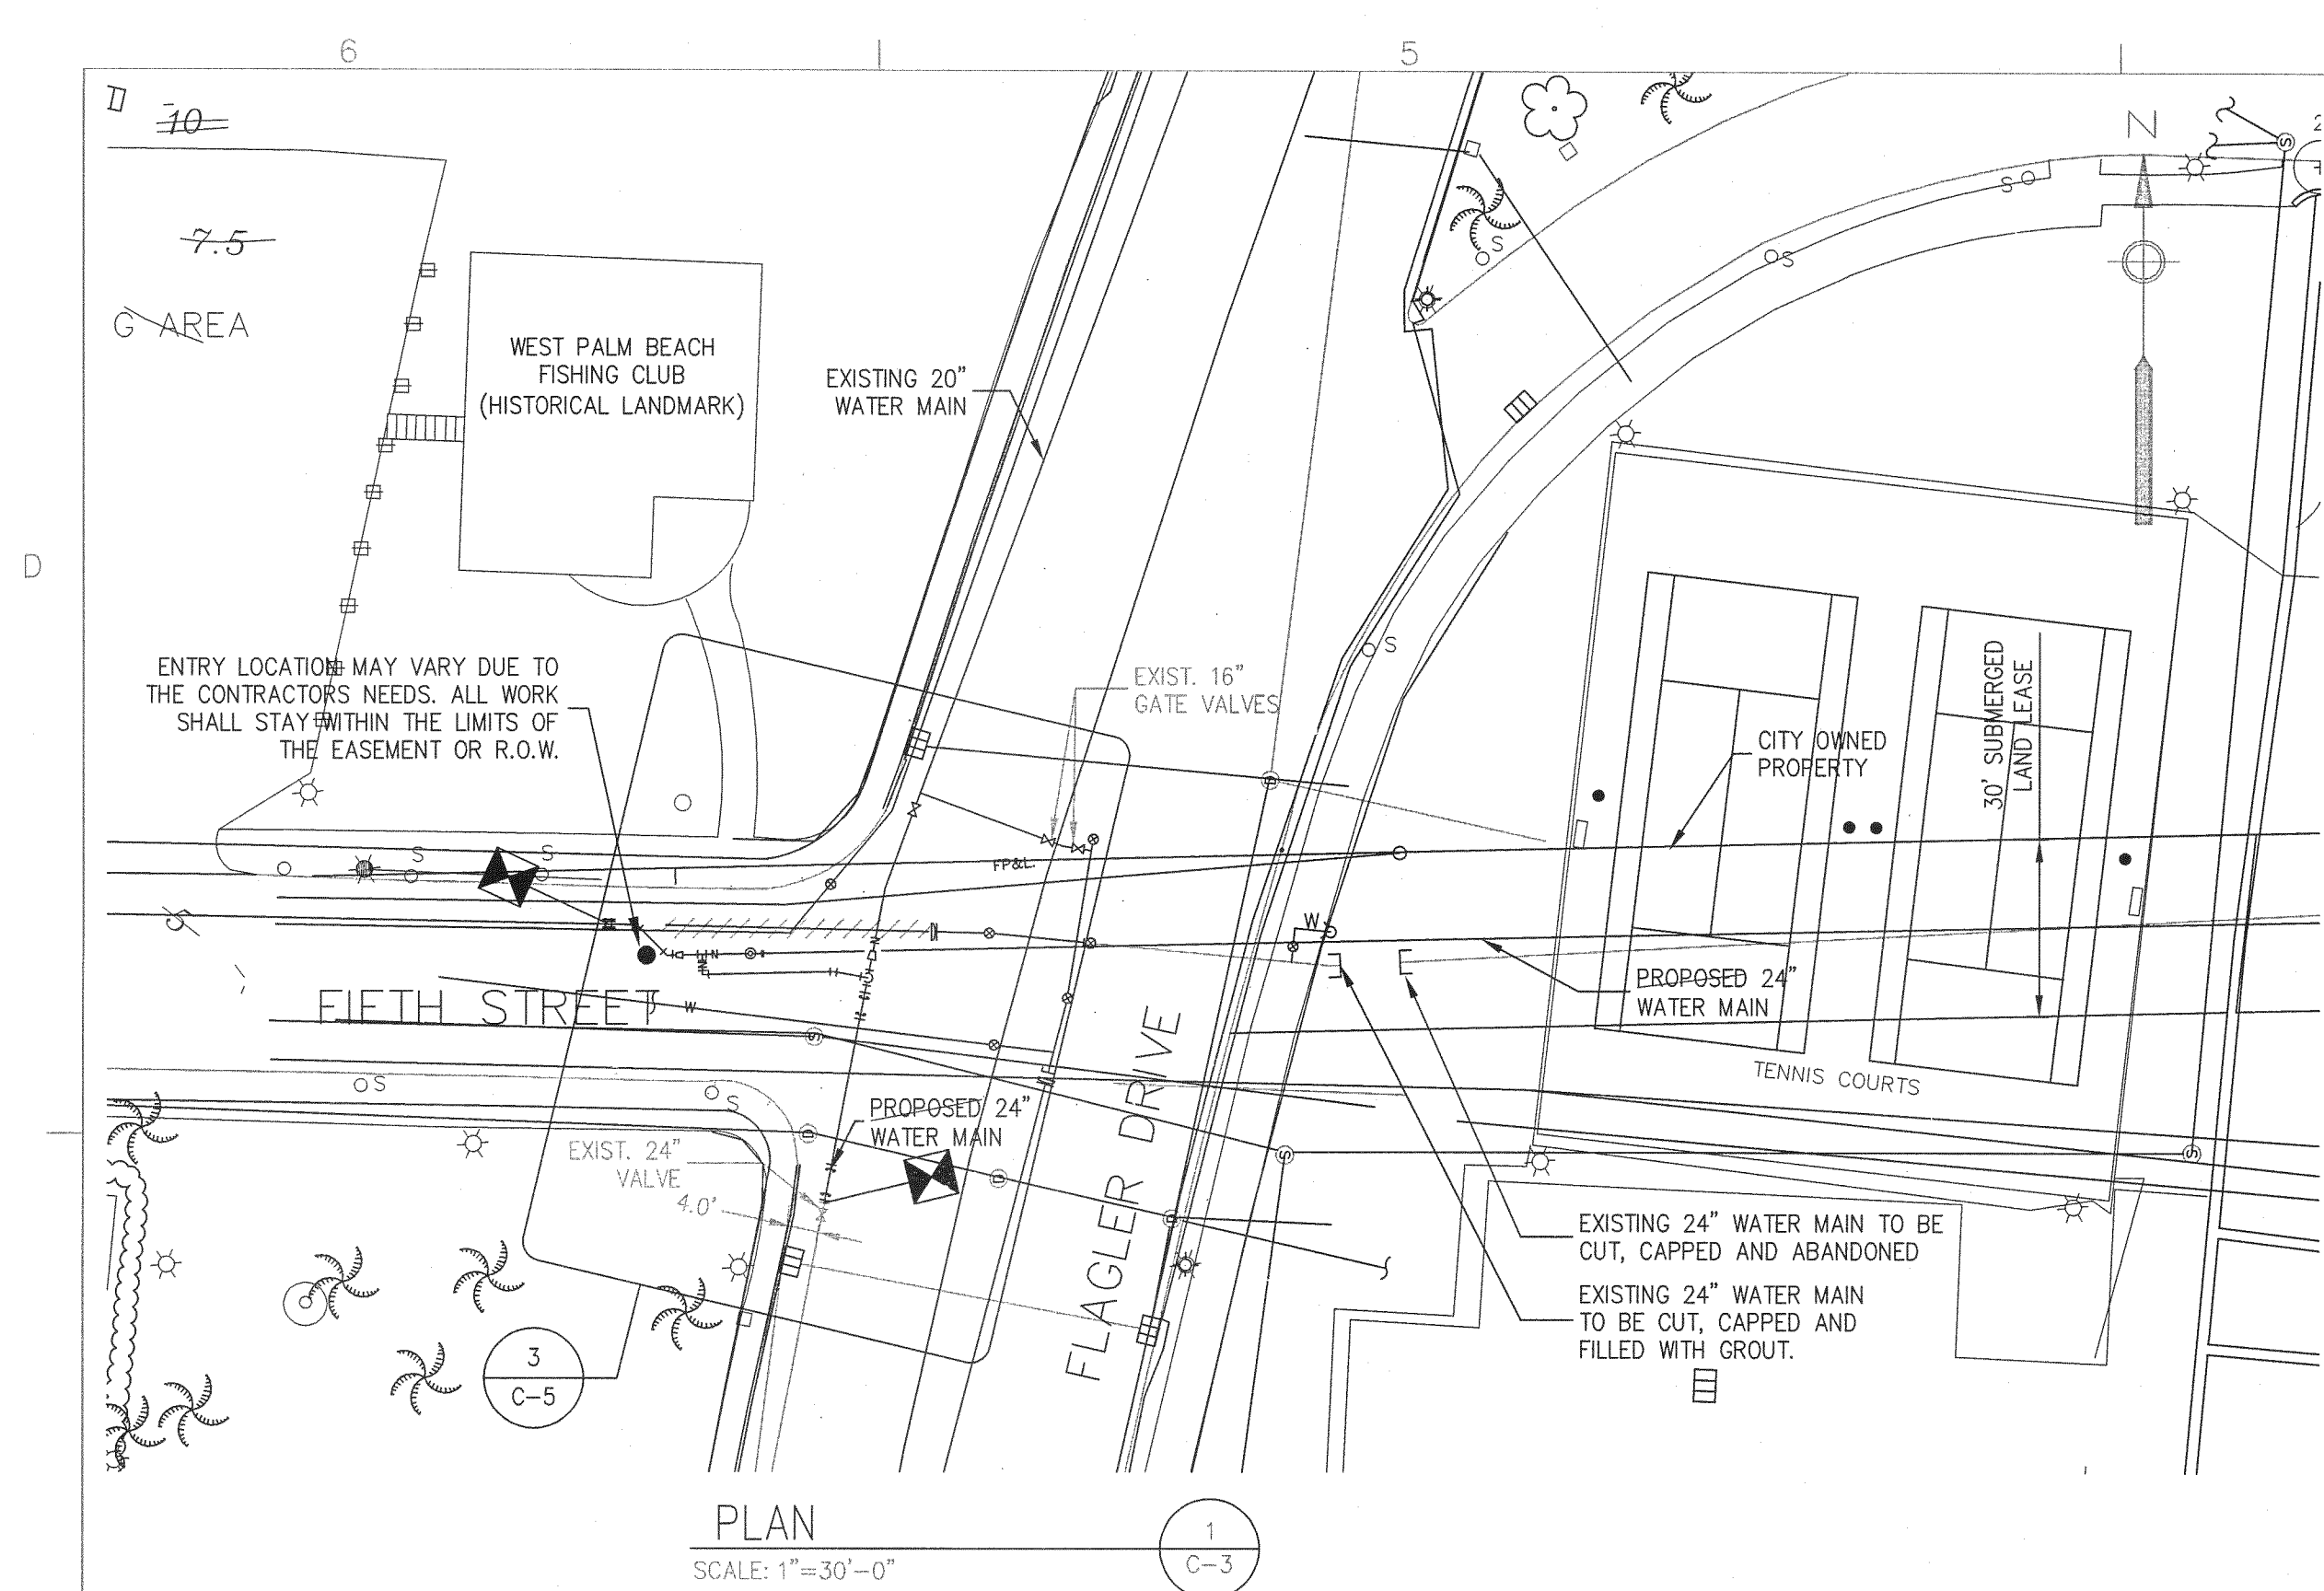 6
5
10
7.5
G AREA
N
WEST PALM BEACH
FISHING CLUB
(HISTORICAL LANDMARK)
EXISTING 20"
WATER MAIN
S
S
S
S
D
ENTRY LOCATION MAY VARY DUE TO
THE CONTRACTORS NEEDS. ALL WORK
SHALL STAY WITHIN THE LIMITS OF
THE EASEMENT OR R.O.W.
EXIST. 16"
GATE VALVES
S
30' SUBMERGED
LAND LEASE
CITY OWNED
PROPERTY
D
S
S
FP&L.
5
W
PROPOSED 24"
WATER MAIN
FIFTH STREET
W
S
TENNIS COURTS
S
S
PROPOSED 24"
WATER MAIN
D
EXIST. 24"
VALVE
4.0'
D
D
S
S
FLAGLER DRIVE
EXISTING 24" WATER MAIN TO BE
CUT, CAPPED AND ABANDONED
EXISTING 24" WATER MAIN
TO BE CUT, CAPPED AND
FILLED WITH GROUT.
3
C-5
PLAN
SCALE: 1"=30'-0"
1
C-3